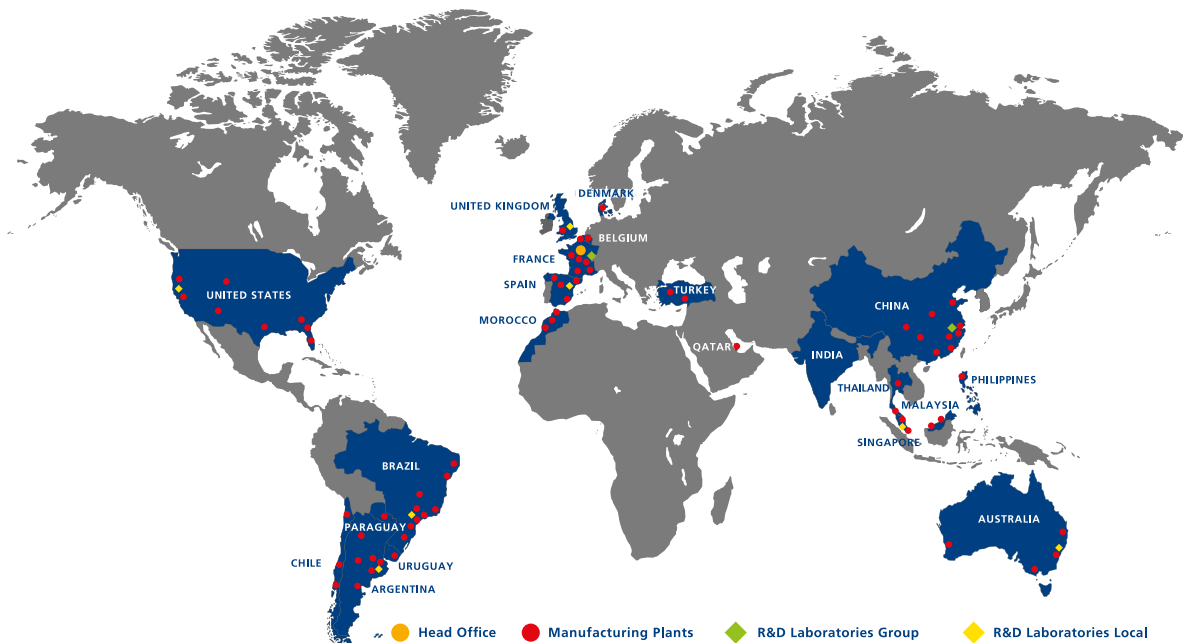 DENMARK
UNITED KINGDOM
BELGIUM
FRANCE
SPAIN
TURKEY
UNITED STATES
CHINA
MOROCCO
QATAR
INDIA
THAILAND
PHILIPPINES
MALAYSIA
SINGAPORE
BRAZIL
PARAGUAY
AUSTRALIA
CHILE
URUGUAY
ARGENTINA
Head Office
Manufacturing Plants
R&D Laboratories Group
R&D Laboratories Local